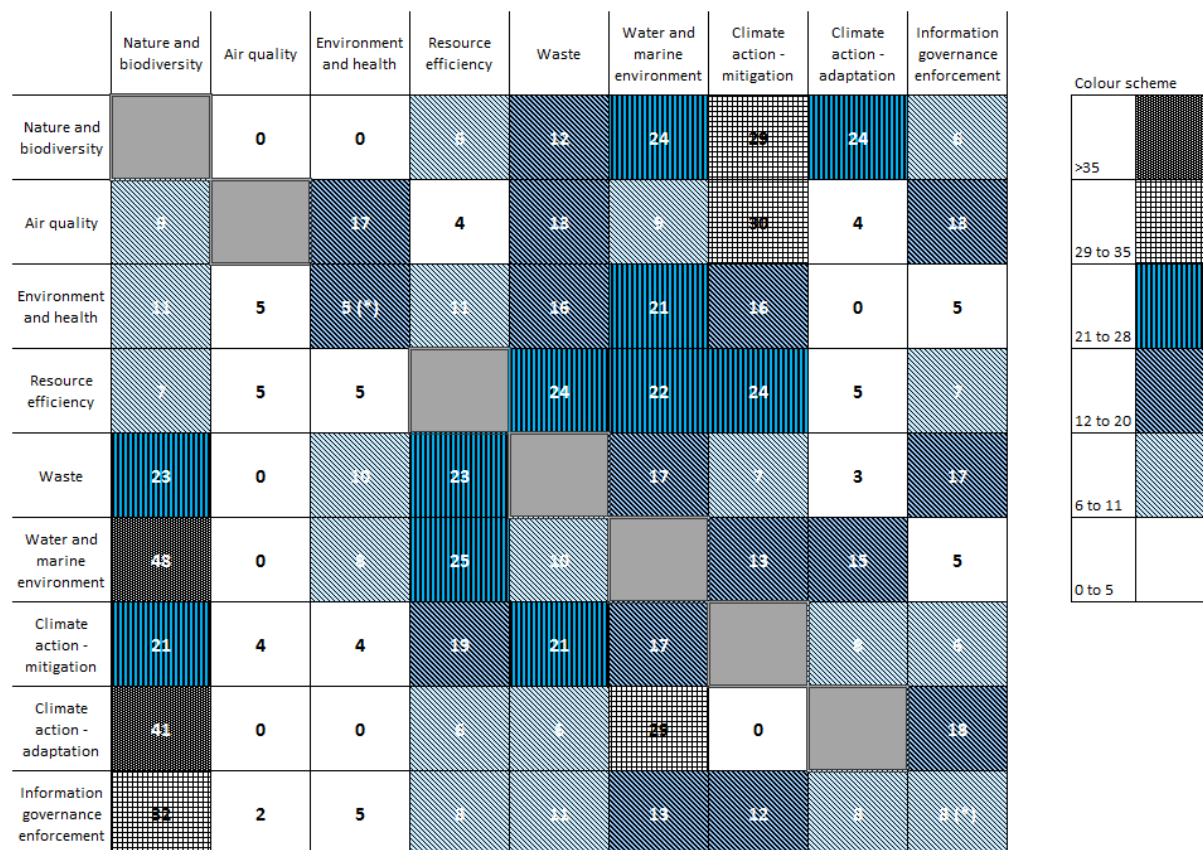 Nature and
biodiversity
Air quality
Environment
and health
Resource
efficiency
Waste
Water and
marine
environment
Climate
action -
mitigation
Climate
action -
adaptation
Information
governance
enforcement
Colour scheme
Nature and
biodiversity
0
0
6
12
24
29
24
6
>35
Air quality
9
17
4
13
9
30
4
13
29 to 35
Environment
and health
11
5
5 (*)
11
16
21
16
0
5
21 to 28
Resource
efficiency
7
5
5
24
22
24
5
7
12 to 20
Waste
23
0
10
23
17
7
3
17
6 to 11
Water and
marine
environment
48
0
8
25
10
13
15
5
0 to 5
Climate
action -
mitigation
21
4
4
19
21
17
8
6
Climate
action -
adaptation
41
0
0
6
6
29
0
18
Information
governance
enforcement
32
2
5
8
11
13
12
8
8 (*)